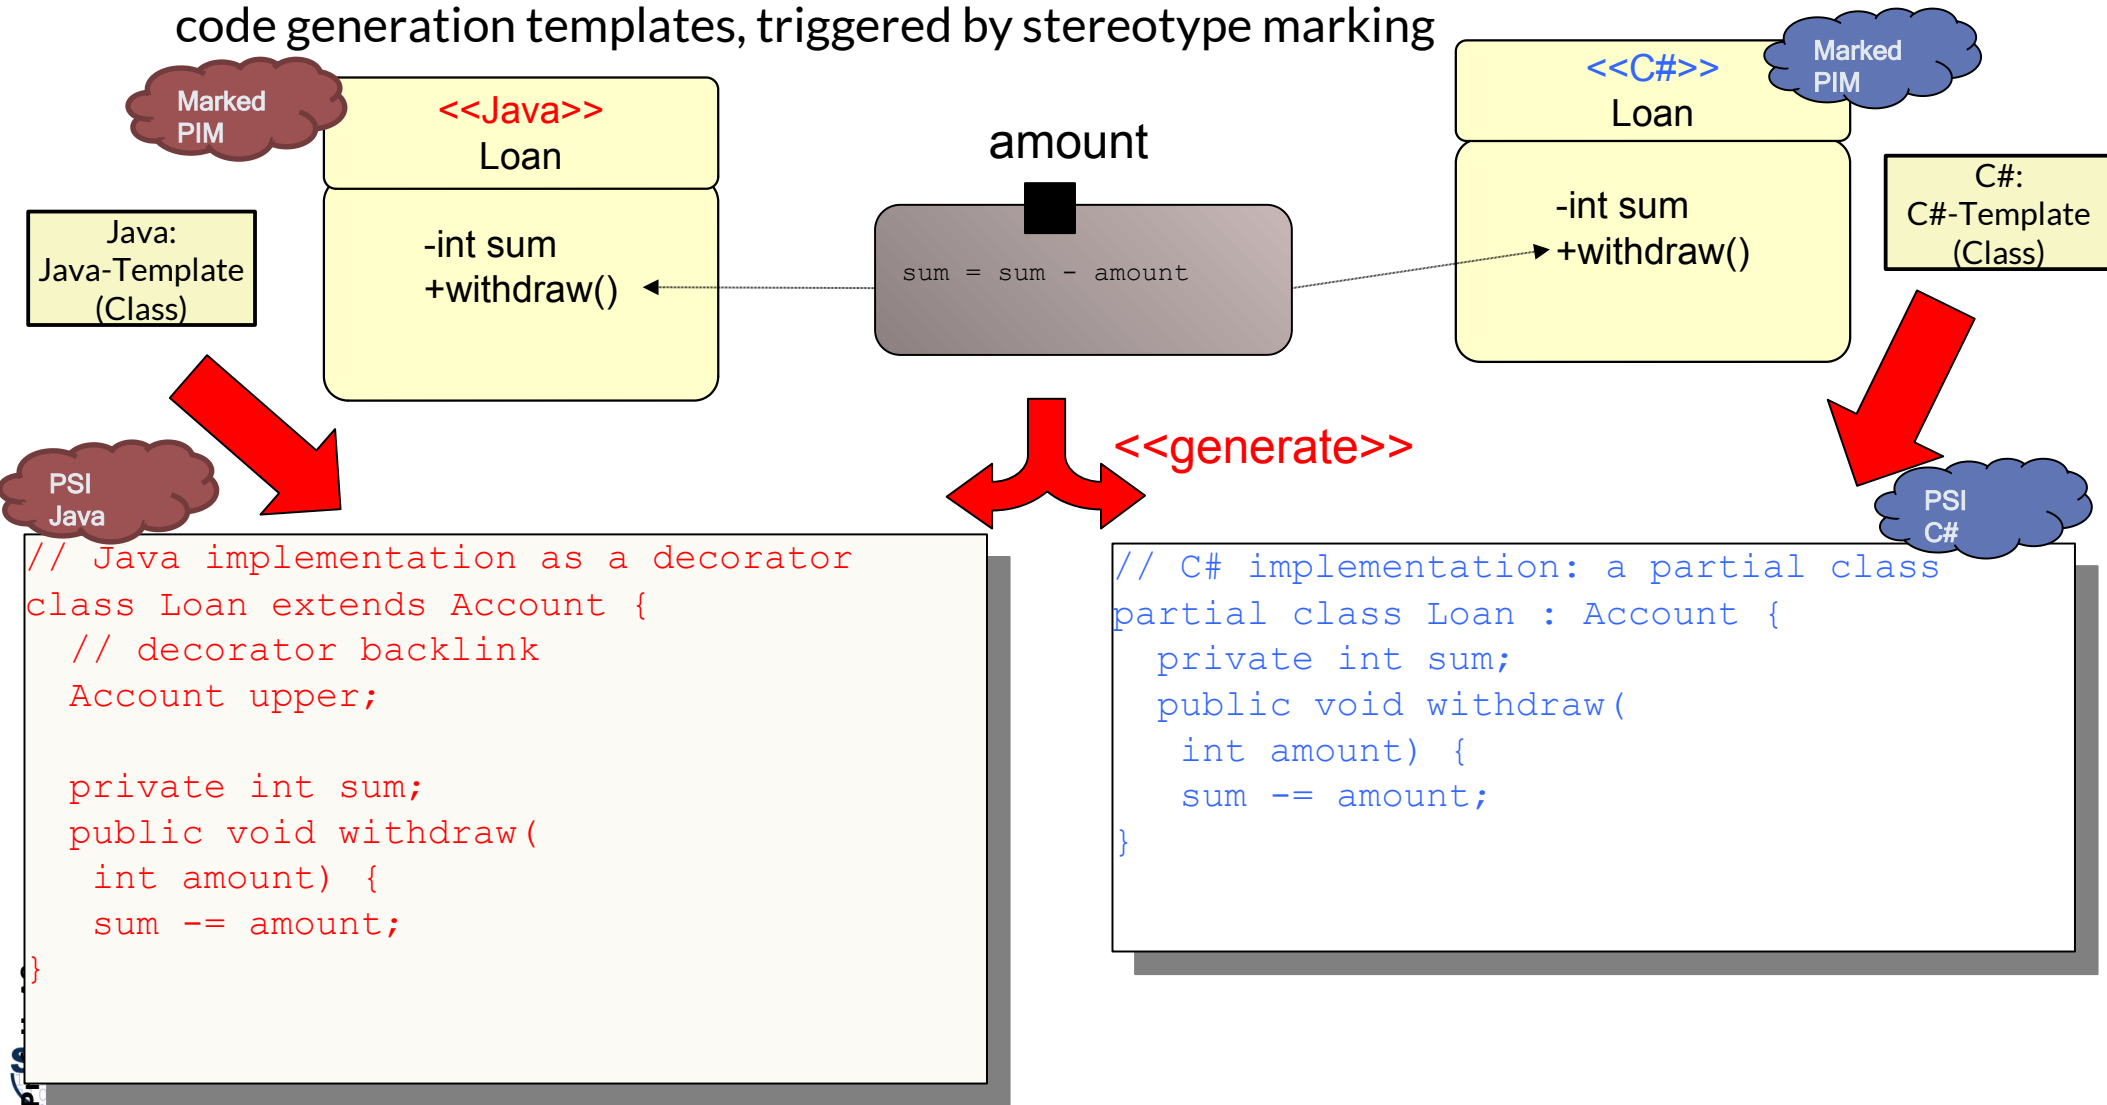 code generation templates, triggered by stereotype marking
Marked
PIM
<<Java>>
Loan
-int sum
+withdraw()
Java:
Java-Template
(Class)
amount
sum = sum - amount
<<C#>>
Loan
-int sum
+withdraw()
Marked
PIM
C#:
C#-Template
(Class)
<<generate>>
PSI
Java
// Java implementation as a decorator
class Loan extends Account {
  // decorator backlink
  Account upper;
  private int sum;
  public void withdraw(
   int amount) {
   sum -= amount;
}
PSI
C#
// C# implementation: a partial class
partial class Loan : Account {
  private int sum;
  public void withdraw(
   int amount) {
   sum -= amount;
}